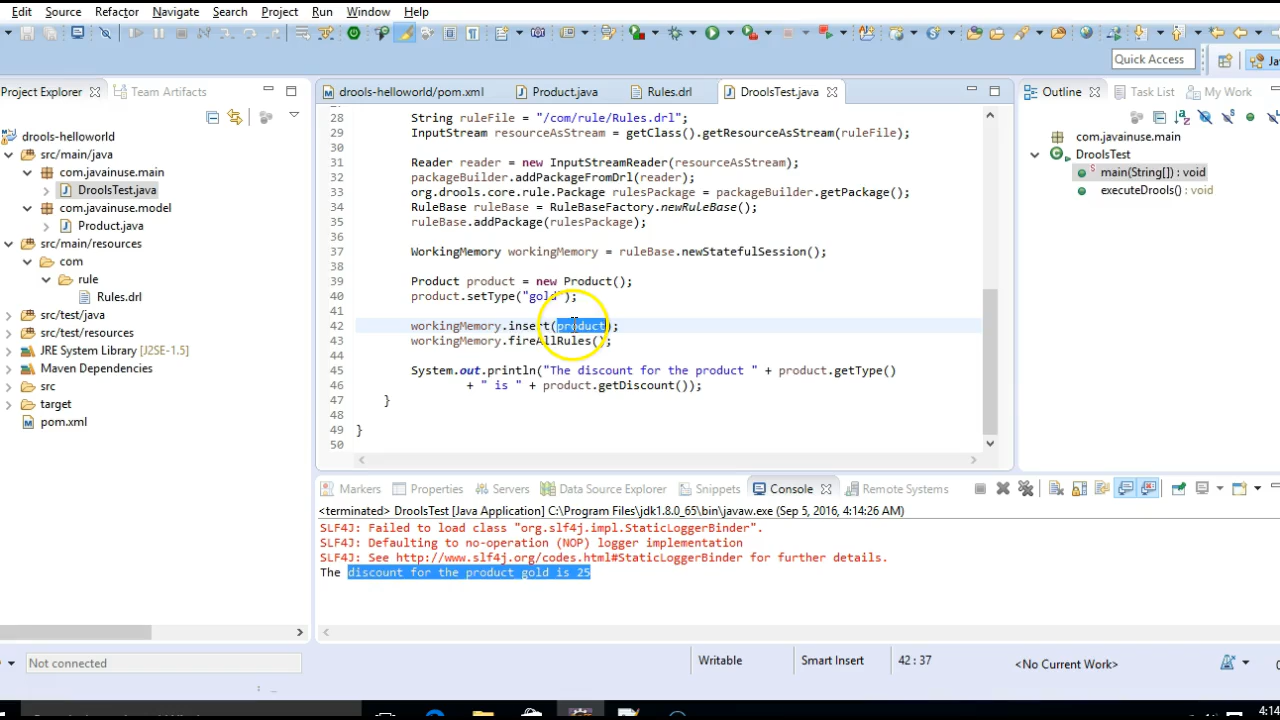 Edit Source Refactor Navigate Search Project Run Window Help
Quick Access
Project Explorer Team Artifacts
drools-helloworld
src/main/java
com.javainuse.main
DroolsTest.java
com.javainuse.model
Product.java
src/main/resources
com
rule
Rules.drl
src/test/java
src/test/resources
JRE System Library [J2SE-1.5]
Maven Dependencies
src
target
pom.xml
drools-helloworld/pom.xml Product.java Rules.drl DroolsTest.java
28 String ruleFile = "/com/rule/Rules.drl";
29 InputStream resourceAsStream = getClass().getResourceAsStream(ruleFile);
30
31 Reader reader = new InputStreamReader(resourceAsStream);
32 packageBuilder.addPackageFromDrl(reader);
33 org.drools.core.rule.Package rulesPackage = packageBuilder.getPackage();
34 RuleBase ruleBase = RuleBaseFactory.newRuleBase();
35 ruleBase.addPackage(rulesPackage);
36
37 WorkingMemory workingMemory = ruleBase.newStatefulSession();
38
39 Product product = new Product();
40 product.setType("gold");
41
42 workingMemory.insert(product);
43 workingMemory.fireAllRules();
44
45 System.out.println("The discount for the product " + product.getType()
46 + " is " + product.getDiscount());
47 }
48
49 }
50
Outline Task List My Work
com.javainuse.main
DroolsTest
main(String[]) : void
executeDrools() : void
Markers Properties Servers Data Source Explorer Snippets Console Remote Systems
<terminated> DroolsTest [Java Application] C:\Program Files\jdk1.8.0_65\bin\javaw.exe (Sep 5, 2016, 4:14:26 AM)
SLF4J: Failed to load class "org.slf4j.impl.StaticLoggerBinder".
SLF4J: Defaulting to no-operation (NOP) logger implementation
SLF4J: See http://www.slf4j.org/codes.html#StaticLoggerBinder for further details.
The discount for the product gold is 25
Not connected
Writable Smart Insert 42 : 37 <No Current Work>
4:14